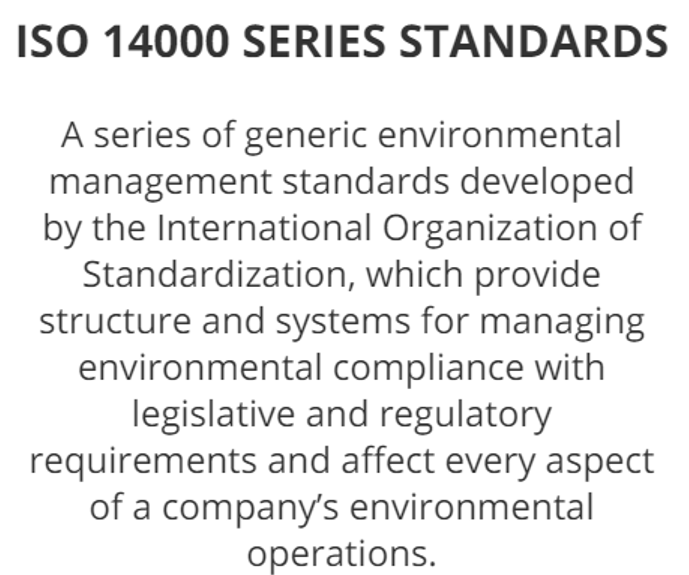 ISO 14000 SERIES STANDARDS
A series of generic environmental
management standards developed
by the International Organization of
Standardization, which provide
structure and systems for managing
environmental compliance with
legislative and regulatory
requirements and affect every aspect
of a company’s environmental
operations.